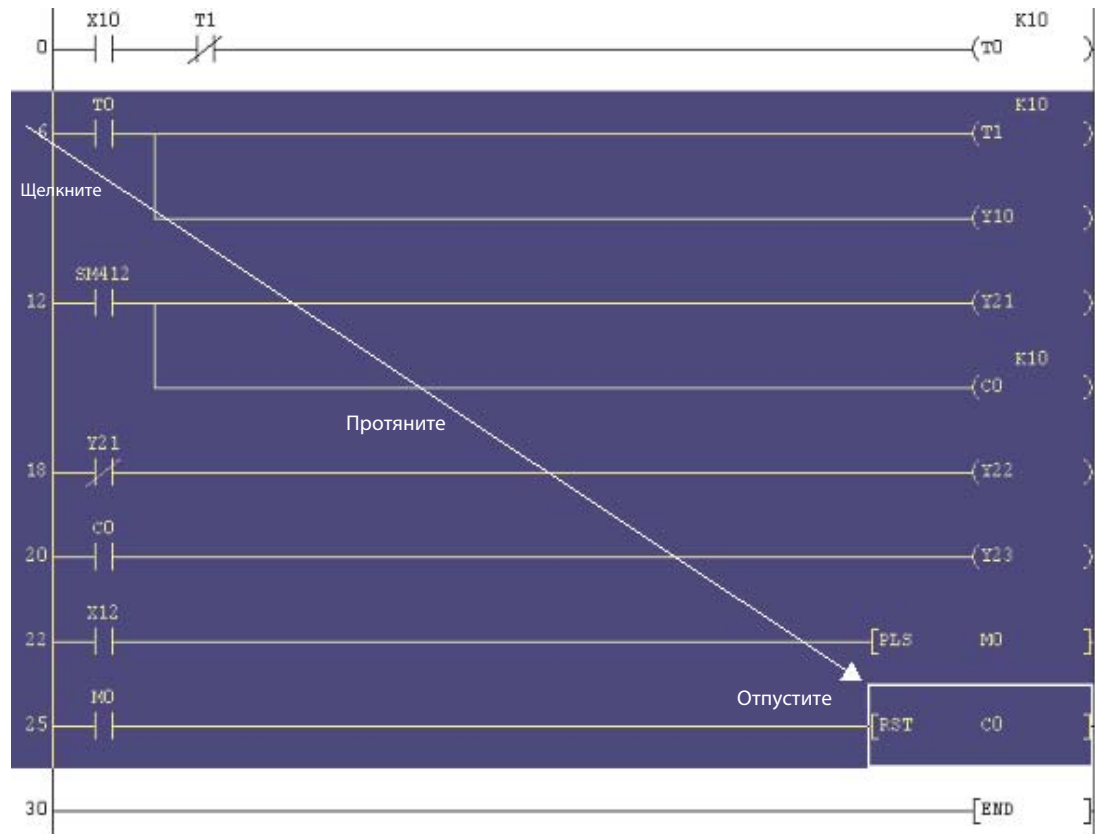 X10 T1 K10
0 (T0 )
T0 K10
6 (T1 )
Щелкните
(Y10 )
SM412
12 (Y21 )
K10
(C0 )
Протяните
Y21
18 (Y22 )
C0
20 (Y23 )
X12
22 [PLS M0 ]
Отпустите
M0
25 [RST C0 ]
30 [END ]